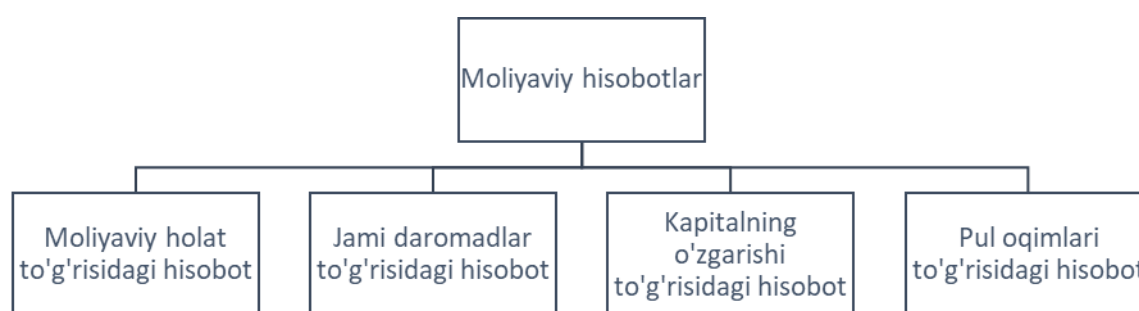 Moliyaviy hisobotlar
Moliyaviy holat
to'g'risidagi hisobot
Jami daromadlar
to'g'risidagi hisobot
Kapitalning
o'zgarishi
to'g'risidagi hisobot
Pul oqimlari
to'g'risidagi hisobot